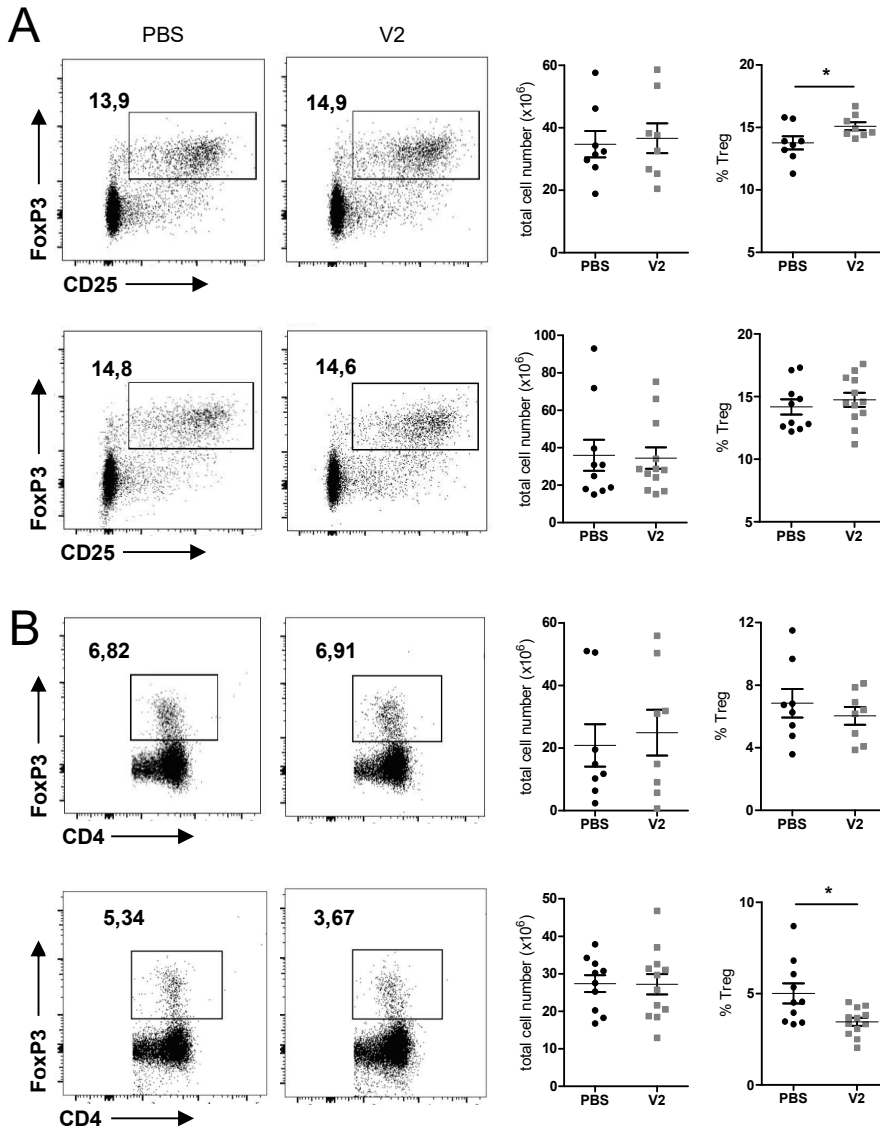 A
PBS V2
13,9
14,9
FoxP3
CD25
total cell number (x10⁶)
60
40
20
0
PBS V2
% Treg
20
15
10
5
*
PBS V2
14,8
14,6
FoxP3
CD25
total cell number (x10⁶)
100
80
60
40
20
0
PBS V2
% Treg
20
15
10
5
PBS V2
B
6,82
6,91
FoxP3
CD4
total cell number (x10⁶)
60
40
20
0
PBS V2
% Treg
12
9
6
3
0
PBS V2
5,34
3,67
FoxP3
CD4
total cell number (x10⁶)
50
40
30
20
10
0
PBS V2
% Treg
10
5
0
*
PBS V2